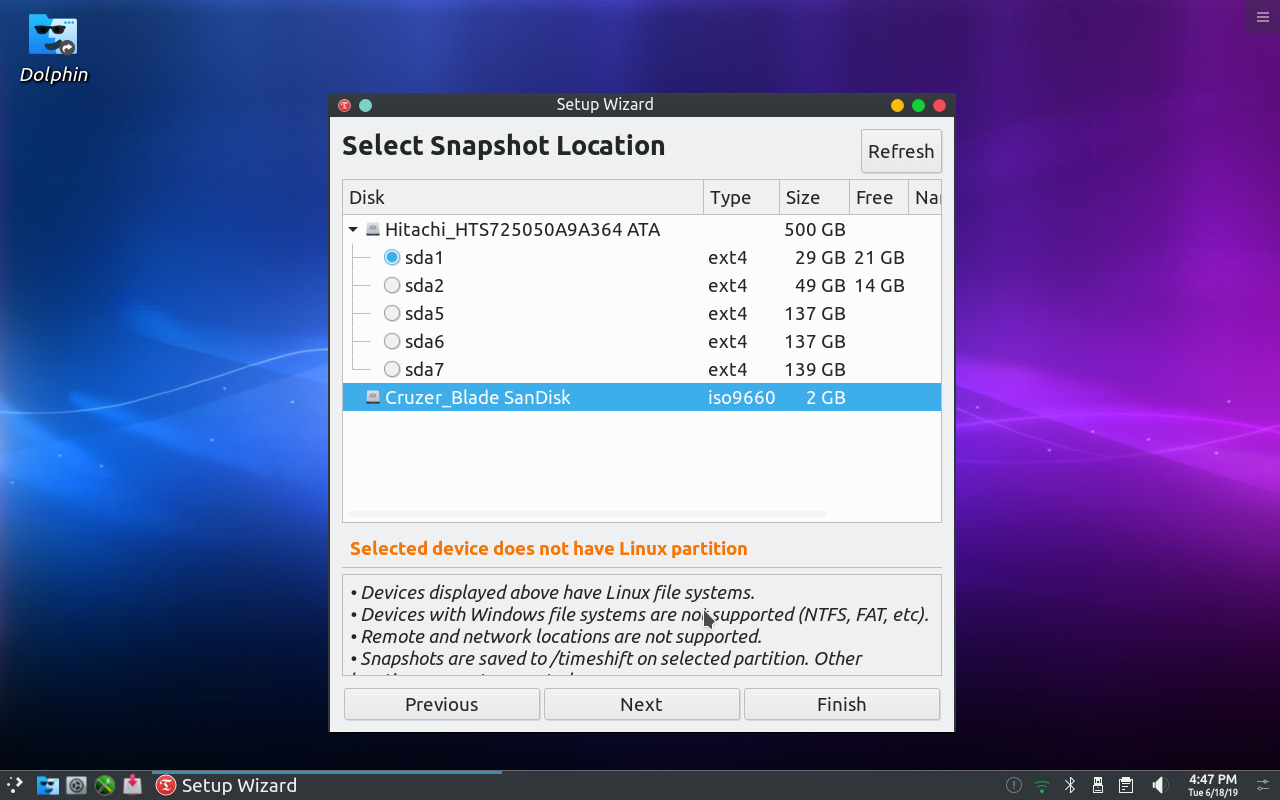 Dolphin
Setup Wizard
Select Snapshot Location
Refresh
Disk Type Size Free
Hitachi_HTS725050A9A364 ATA 500 GB
sda1 ext4 29 GB 21 GB
sda2 ext4 49 GB 14 GB
sda5 ext4 137 GB
sda6 ext4 137 GB
sda7 ext4 139 GB
Cruzer_Blade SanDisk iso9660 2 GB
Selected device does not have Linux partition
• Devices displayed above have Linux file systems.
• Devices with Windows file systems are not supported (NTFS, FAT, etc).
• Remote and network locations are not supported.
• Snapshots are saved to /timeshift on selected partition. Other
Previous Next Finish
Setup Wizard
4:47 PM
Tue 6/18/19